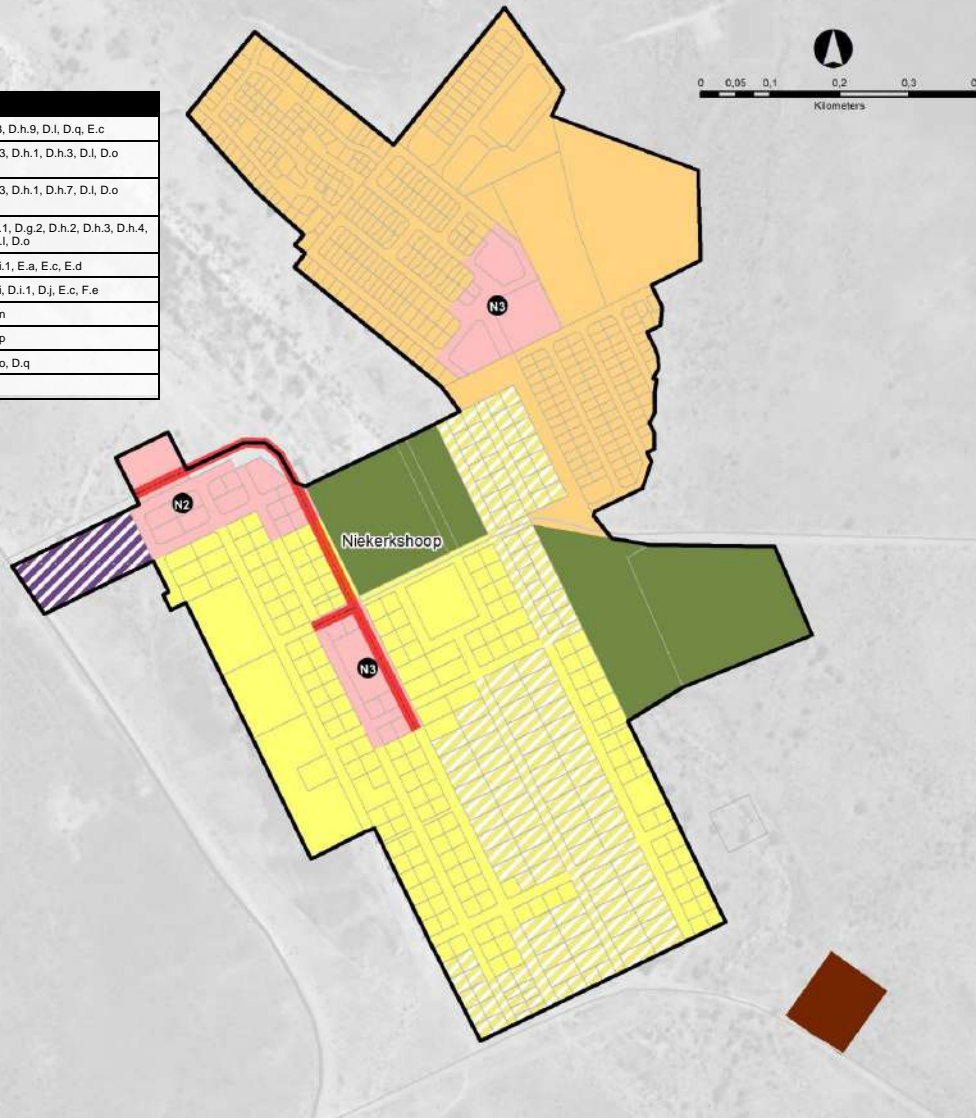 0 0,05 0,1 0,2 0,3
Kilometers
D.h.9, D.l, D.q, E.c
3, D.h.1, D.h.3, D.l, D.o
3, D.h.1, D.h.7, D.l, D.o
.1, D.g.2, D.h.2, D.h.3, D.h.4,
.l, D.o
i.1, E.a, E.c, E.d
i, D.i.1, D.j, E.c, F.e
n
p
o, D.q
N3
N2
Niekerkshoop
N3